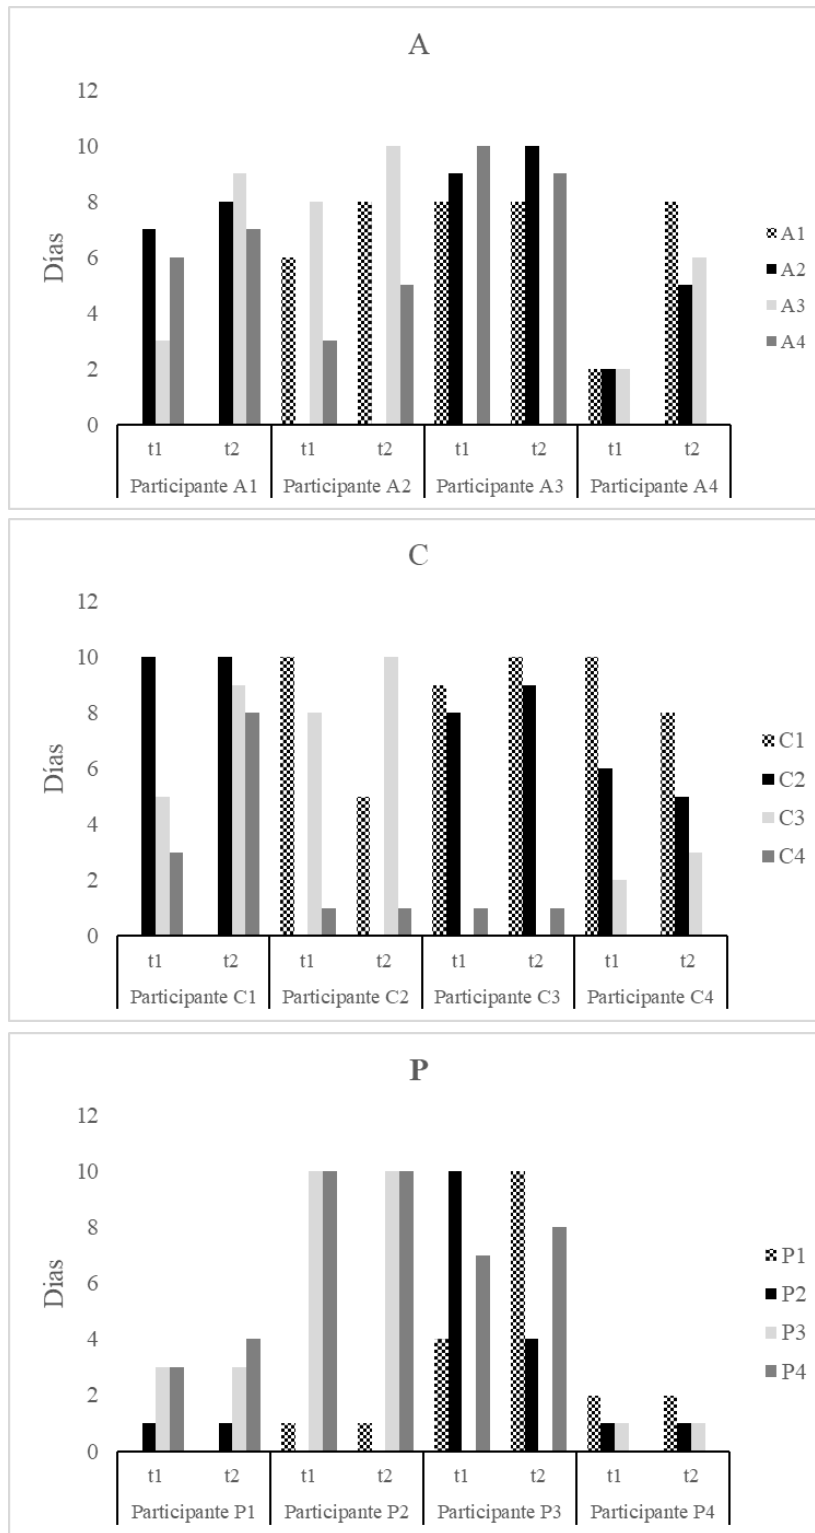 A
12
10
8
6
4
2
0
Días
t1 t2 t1 t2 t1 t2 t1 t2
Participante A1 Participante A2 Participante A3 Participante A4
A1
A2
A3
A4
C
12
10
8
6
4
2
0
Días
t1 t2 t1 t2 t1 t2 t1 t2
Participante C1 Participante C2 Participante C3 Participante C4
C1
C2
C3
C4
P
12
10
8
6
4
2
0
Dias
t1 t2 t1 t2 t1 t2 t1 t2
Participante P1 Participante P2 Participante P3 Participante P4
P1
P2
P3
P4